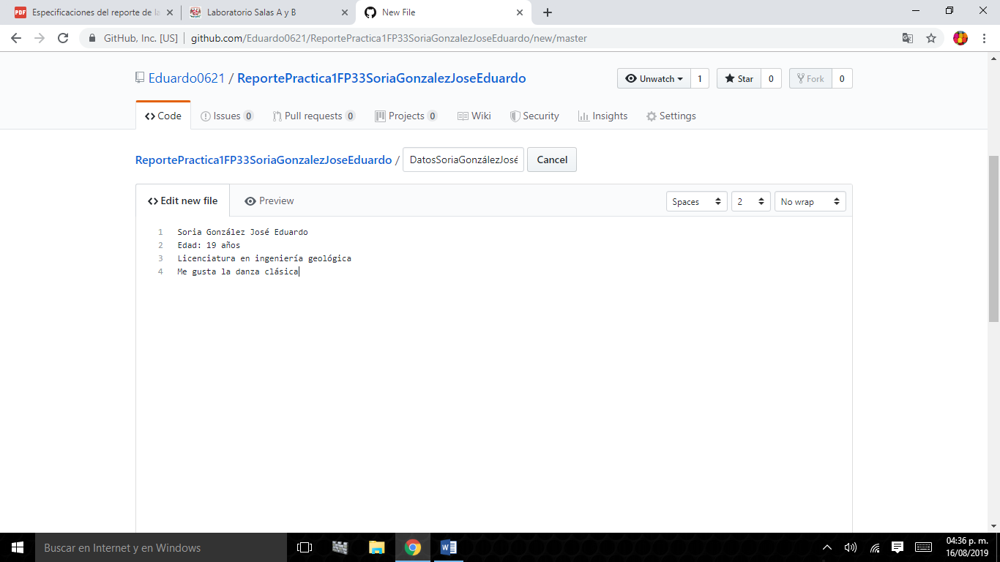 Especificaciones del reporte de la
Laboratorio Salas A y B
New File
GitHub, Inc. [US] github.com/Eduardo0621/ReportePractica1FP33SoriaGonzalezJoseEduardo/new/master
Eduardo0621 / ReportePractica1FP33SoriaGonzalezJoseEduardo
Unwatch 1 Star 0 Fork 0
Code Issues 0 Pull requests 0 Projects 0 Wiki Security Insights Settings
ReportePractica1FP33SoriaGonzalezJoseEduardo / DatosSoriaGonzálezJosé Cancel
Edit new file Preview Spaces 2 No wrap
1 Soria González José Eduardo
2 Edad: 19 años
3 Licenciatura en ingeniería geológica
4 Me gusta la danza clásica
Buscar en Internet y en Windows
04:36 p. m.
16/08/2019